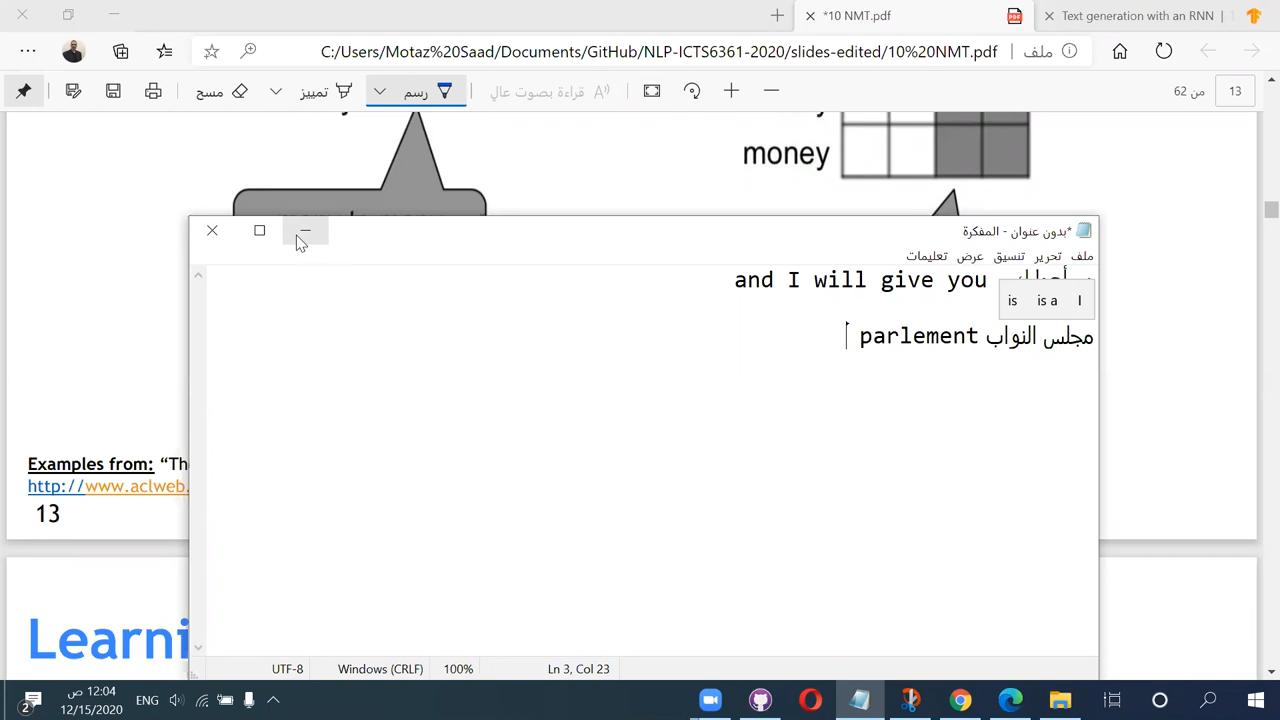 *10 NMT.pdf
Text generation with an RNN
C:/Users/Motaz%20Saad/Documents/GitHub/NLP-ICTS6361-2020/slides-edited/10%20NMT.pdf
ملف
مسح
تمييز
رسم
قراءة بصوت عالٍ
من 62
13
money
*بدون عنوان - المفكرة
ملف تحرير تنسيق عرض تعليمات
and I will give you
is is a I
مجلس النواب parlement
Examples from: “Th
http://www.aclweb.
13
Learni
UTF-8 Windows (CRLF) 100% Ln 3, Col 23
2
12:04 ص
12/15/2020
ENG